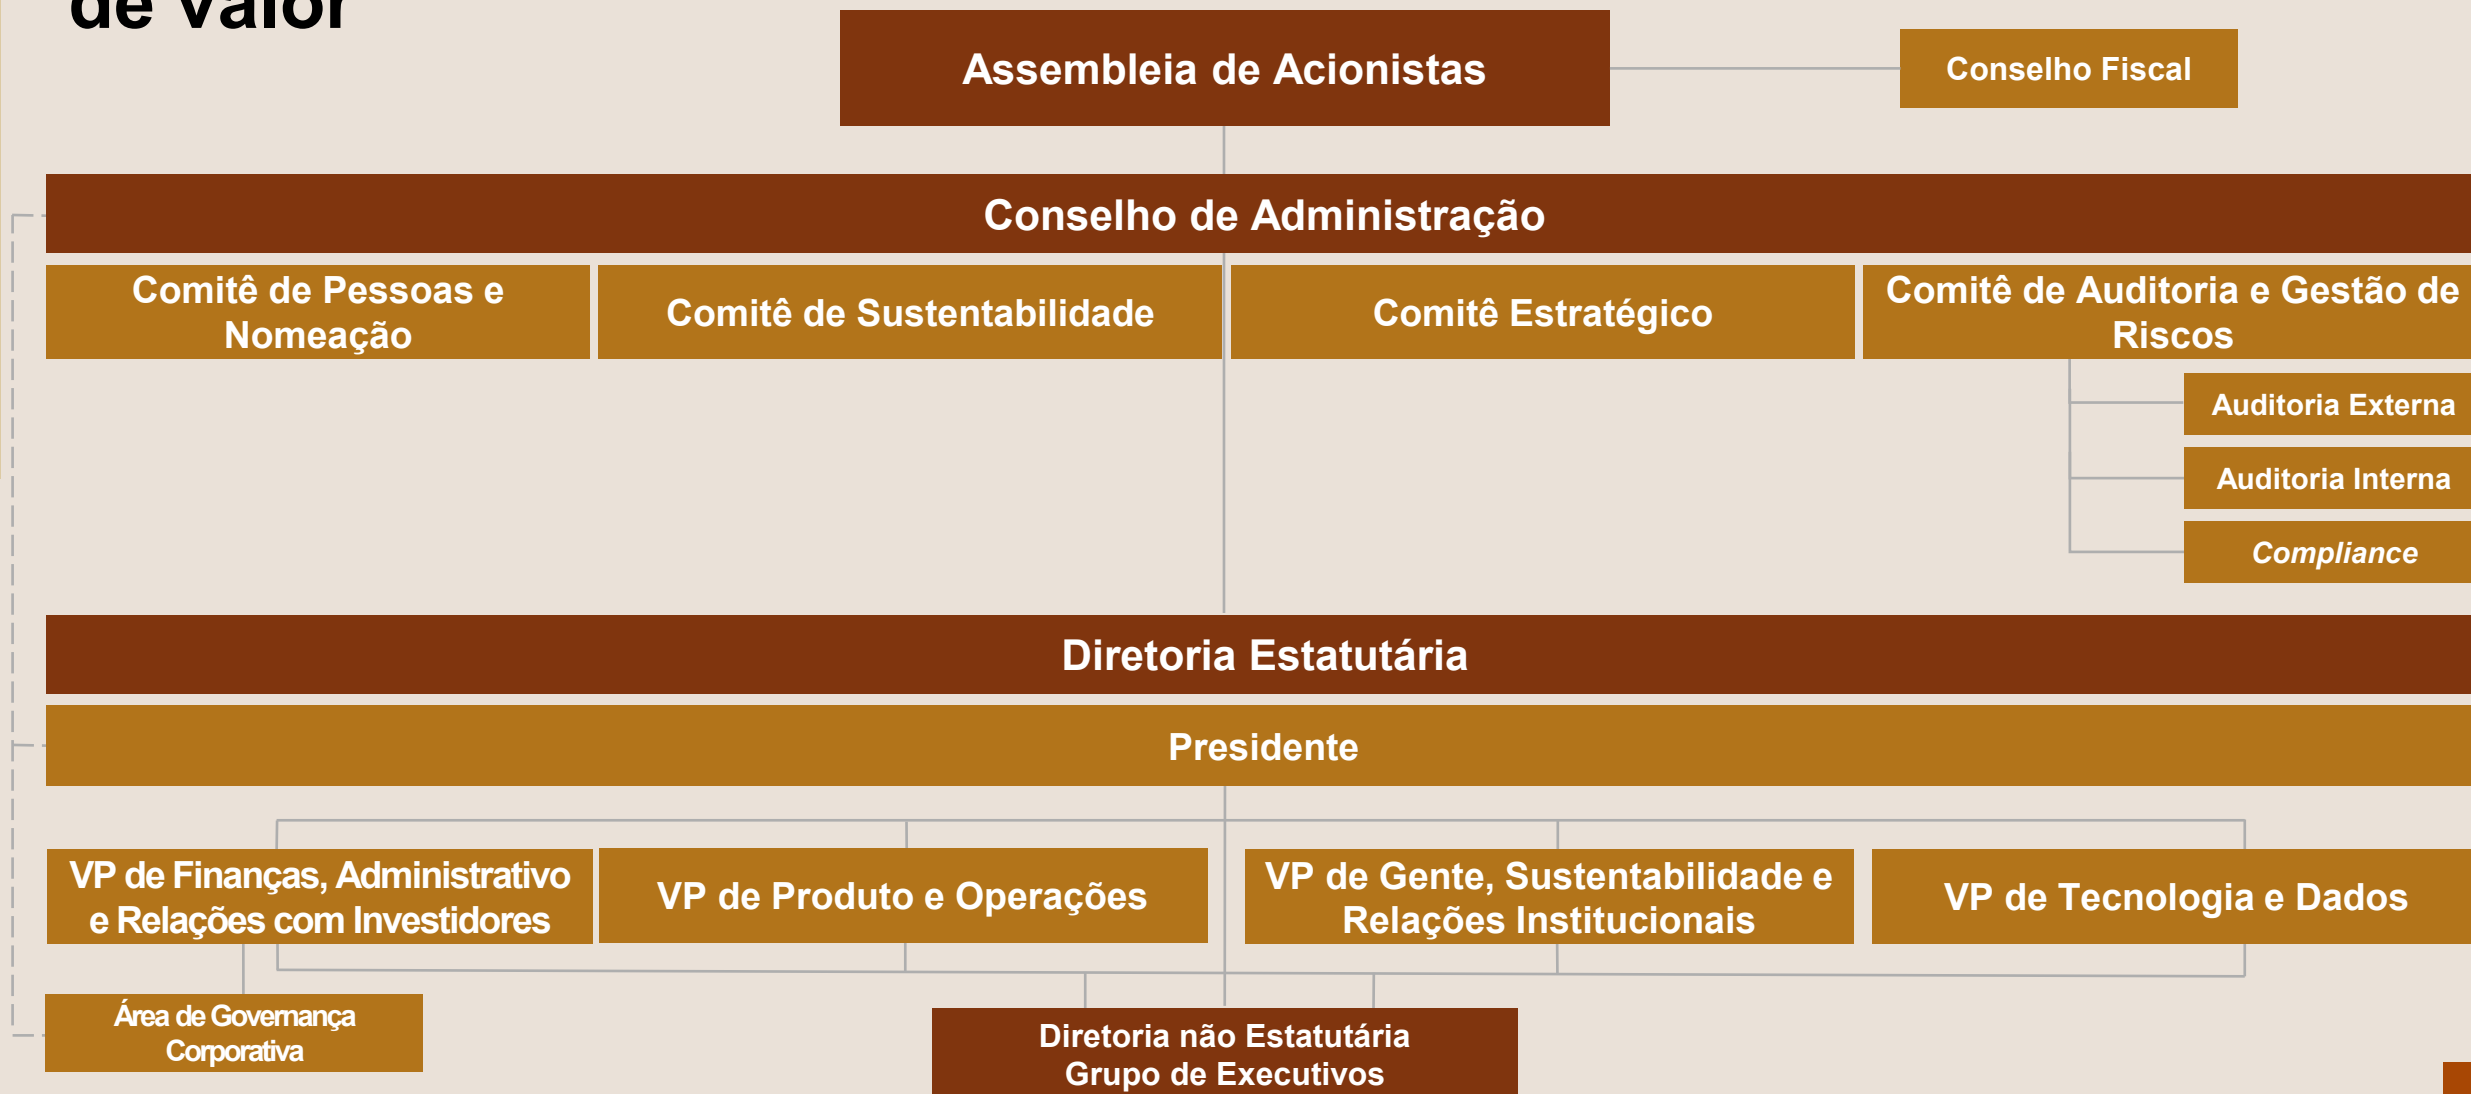 de Valor
Assembleia de Acionistas
Conselho Fiscal
Conselho de Administração
Comitê de Pessoas e
Nomeação
Comitê de Sustentabilidade
Comitê Estratégico
Comitê de Auditoria e Gestão de
Riscos
Auditoria Externa
Auditoria Interna
Compliance
Diretoria Estatutária
Presidente
VP de Finanças, Administrativo
e Relações com Investidores
VP de Produto e Operações
VP de Gente, Sustentabilidade e
Relações Institucionais
VP de Tecnologia e Dados
Área de Governança
Corporativa
Diretoria não Estatutária
Grupo de Executivos